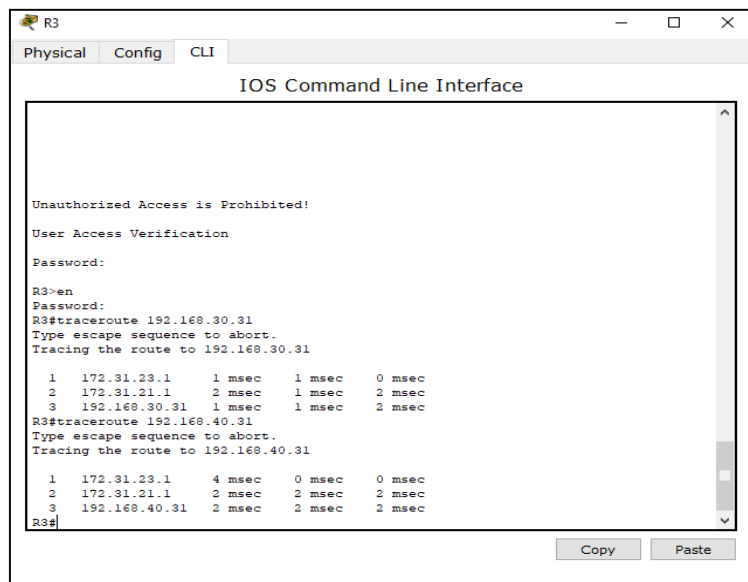 R3
Physical Config CLI
IOS Command Line Interface
Unauthorized Access is Prohibited!
User Access Verification
Password:
R3>en
Password:
R3#traceroute 192.168.30.31
Type escape sequence to abort.
Tracing the route to 192.168.30.31
1 172.31.23.1 1 msec 1 msec 0 msec
2 172.31.21.1 2 msec 1 msec 2 msec
3 192.168.30.31 1 msec 1 msec 2 msec
R3#traceroute 192.168.40.31
Type escape sequence to abort.
Tracing the route to 192.168.40.31
1 172.31.23.1 4 msec 0 msec 0 msec
2 172.31.21.1 2 msec 2 msec 2 msec
3 192.168.40.31 2 msec 2 msec 2 msec
R3#
Copy Paste